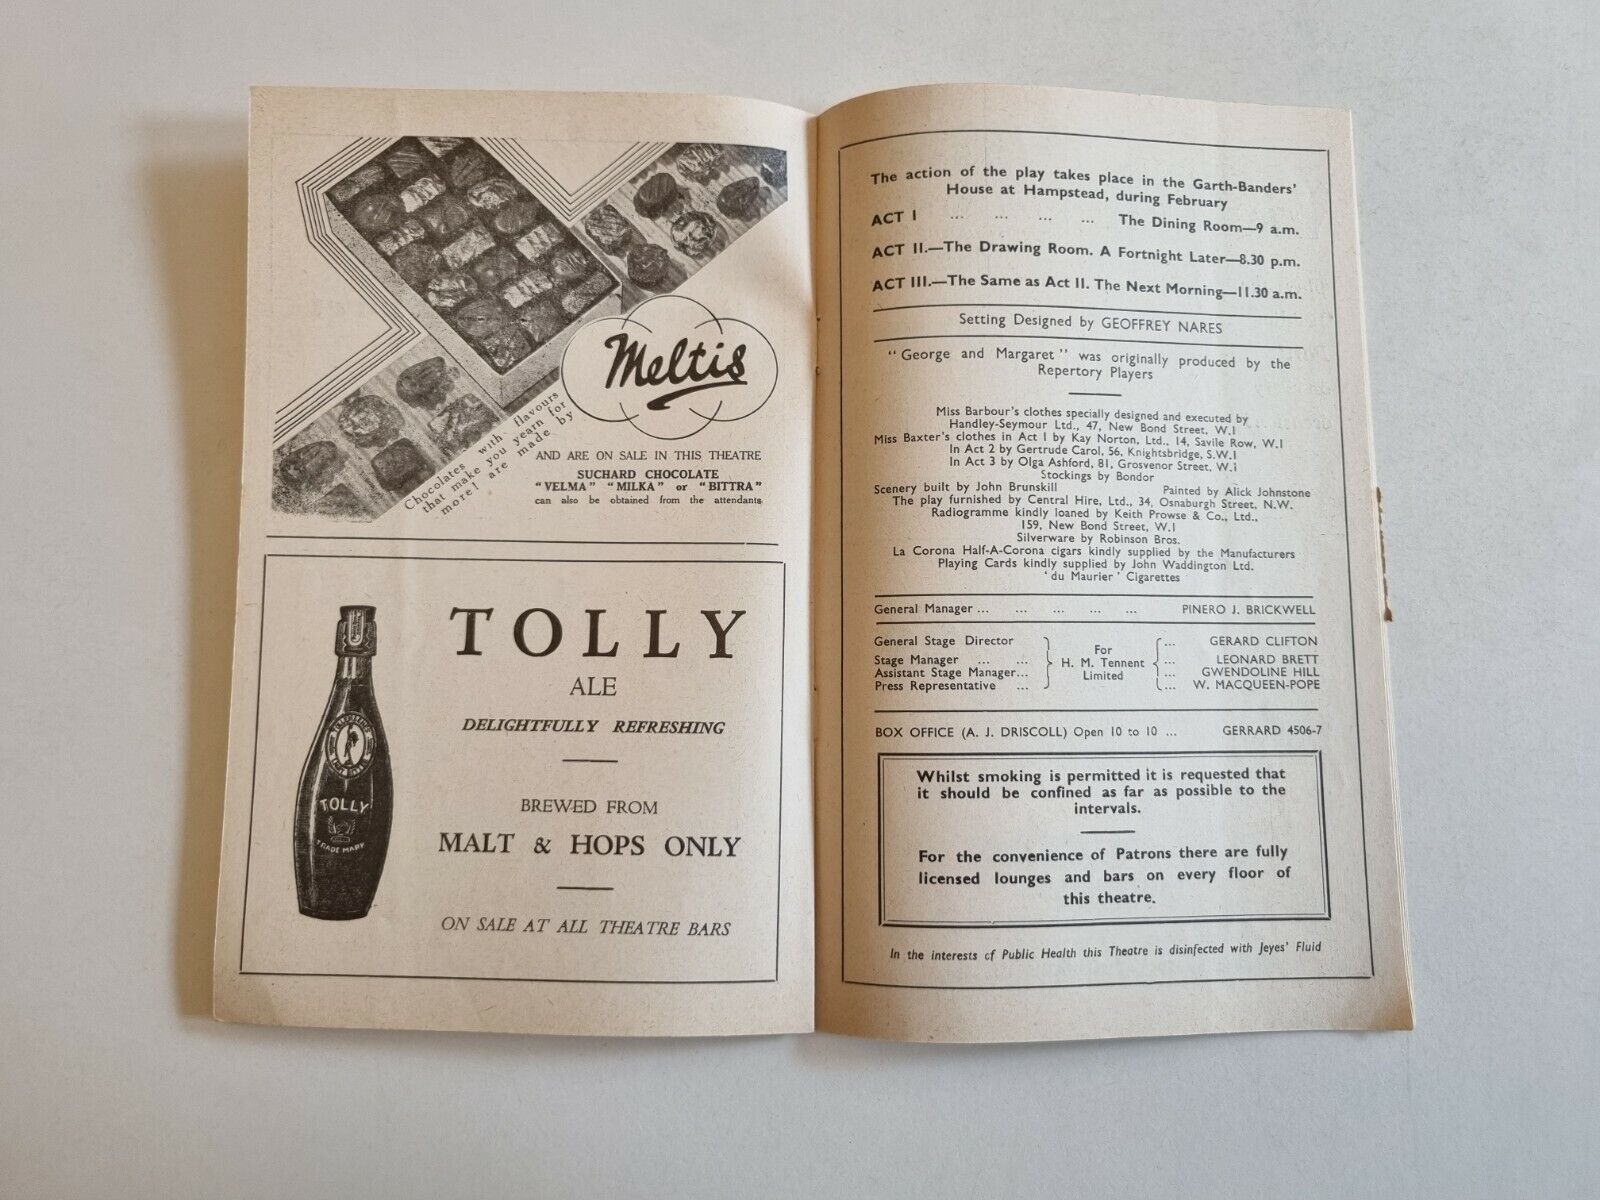 Meltis
Chocolates with flavours
that make you yearn for
more! are made by
AND ARE ON SALE IN THIS THEATRE
SUCHARD CHOCOLATE
"VELMA" "MILKA" or "BITTRA"
can also be obtained from the attendants
TOLLY
TRADE MARK
TOLLY
ALE
DELIGHTFULLY REFRESHING
BREWED FROM
MALT & HOPS ONLY
ON SALE AT ALL THEATRE BARS
The action of the play takes place in the Garth-Banders'
House at Hampstead, during February
ACT I ... ... ... ... The Dining Room—9 a.m.
ACT II.—The Drawing Room. A Fortnight Later—8.30 p.m.
ACT III.—The Same as Act II. The Next Morning—11.30 a.m.
Setting Designed by GEOFFREY NARES
"George and Margaret" was originally produced by the
Repertory Players
Miss Barbour's clothes specially designed and executed by
Handley-Seymour Ltd., 47, New Bond Street, W.1
Miss Baxter's clothes in Act 1 by Kay Norton, Ltd., 14, Savile Row, W.1
In Act 2 by Gertrude Carol, 56, Knightsbridge, S.W.1
In Act 3 by Olga Ashford, 81, Grosvenor Street, W.1
Stockings by Bondor
Scenery built by John Brunskill Painted by Alick Johnstone
The play furnished by Central Hire, Ltd., 34, Osnaburgh Street, N.W.
Radiogramme kindly loaned by Keith Prowse & Co., Ltd.,
159, New Bond Street, W.1
Silverware by Robinson Bros.
La Corona Half-A-Corona cigars kindly supplied by the Manufacturers
Playing Cards kindly supplied by John Waddington Ltd.
'du Maurier' Cigarettes
General Manager ... ... ... ... ... PINERO J. BRICKWELL
General Stage Director ... GERARD CLIFTON
For
Stage Manager ... ... H. M. Tennent ... LEONARD BRETT
Assistant Stage Manager... Limited ... GWENDOLINE HILL
Press Representative ... ... W. MACQUEEN-POPE
BOX OFFICE (A. J. DRISCOLL) Open 10 to 10 ... GERRARD 4506-7
Whilst smoking is permitted it is requested that
it should be confined as far as possible to the
intervals.
For the convenience of Patrons there are fully
licensed lounges and bars on every floor of
this theatre.
In the interests of Public Health this Theatre is disinfected with Jeyes' Fluid